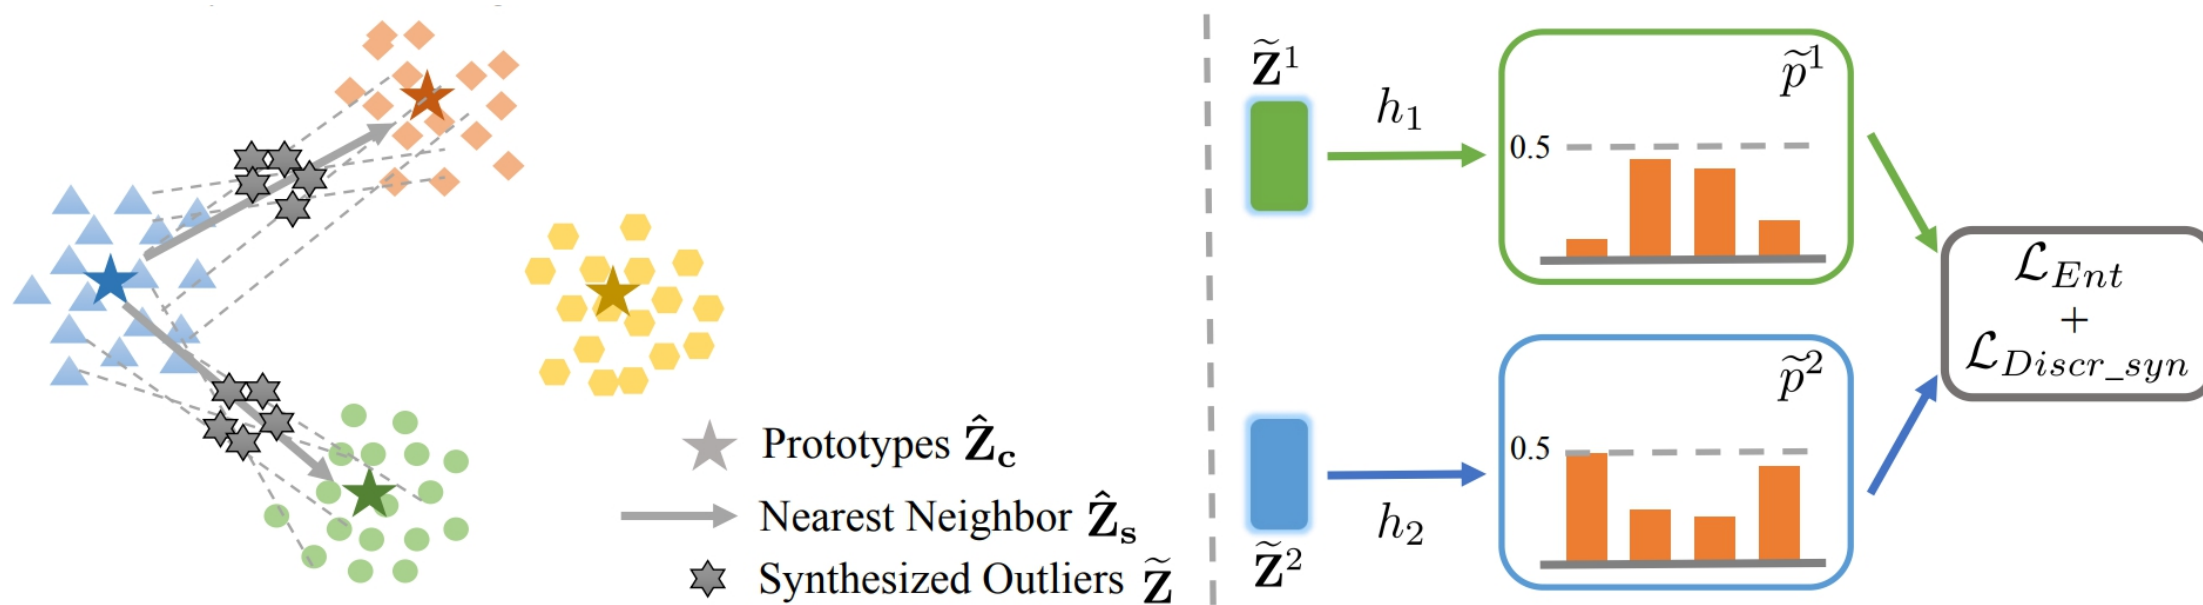 Prototypes Ẑ_c
Nearest Neighbor Ẑ_s
Synthesized Outliers Z̃
Z̃¹
h₁
p̃¹
0.5
Z̃²
h₂
p̃²
0.5
ℒ_Ent
+
ℒ_Discr_syn